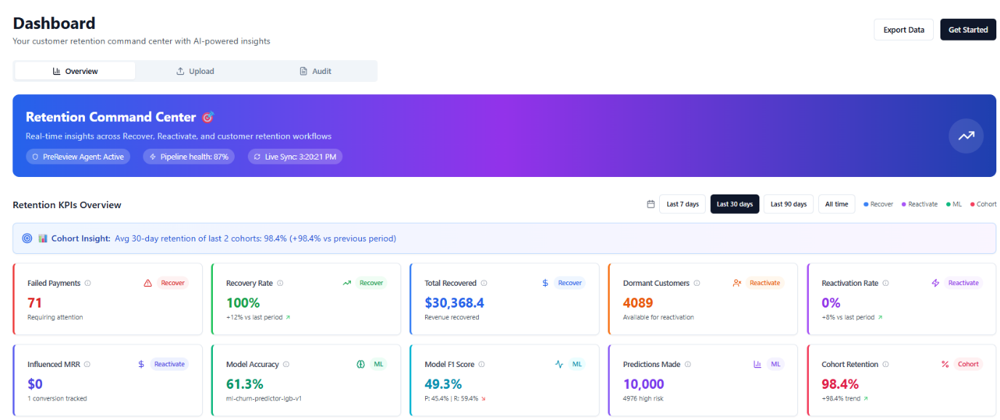 Dashboard
Your customer retention command center with AI-powered insights
Export Data
Get Started
Overview
Upload
Audit
Retention Command Center 🎯
Real-time insights across Recover, Reactivate, and customer retention workflows
PreReview Agent: Active
Pipeline health: 87%
Live Sync: 3:20:21 PM
Retention KPIs Overview
Last 7 days
Last 30 days
Last 90 days
All time
Recover
Reactivate
ML
Cohort
📊 Cohort Insight: Avg 30-day retention of last 2 cohorts: 98.4% (+98.4% vs previous period)
Failed Payments
Recover
71
Requiring attention
Recovery Rate
Recover
100%
+12% vs last period
Total Recovered
Recover
$30,368.4
Revenue recovered
Dormant Customers
Reactivate
4089
Available for reactivation
Reactivation Rate
Reactivate
0%
+8% vs last period
Influenced MRR
Reactivate
$0
1 conversion tracked
Model Accuracy
ML
61.3%
ml-churn-predictor-lgb-v1
Model F1 Score
ML
49.3%
P: 45.4% | R: 59.4%
Predictions Made
ML
10,000
4976 high risk
Cohort Retention
Cohort
98.4%
+98.4% trend